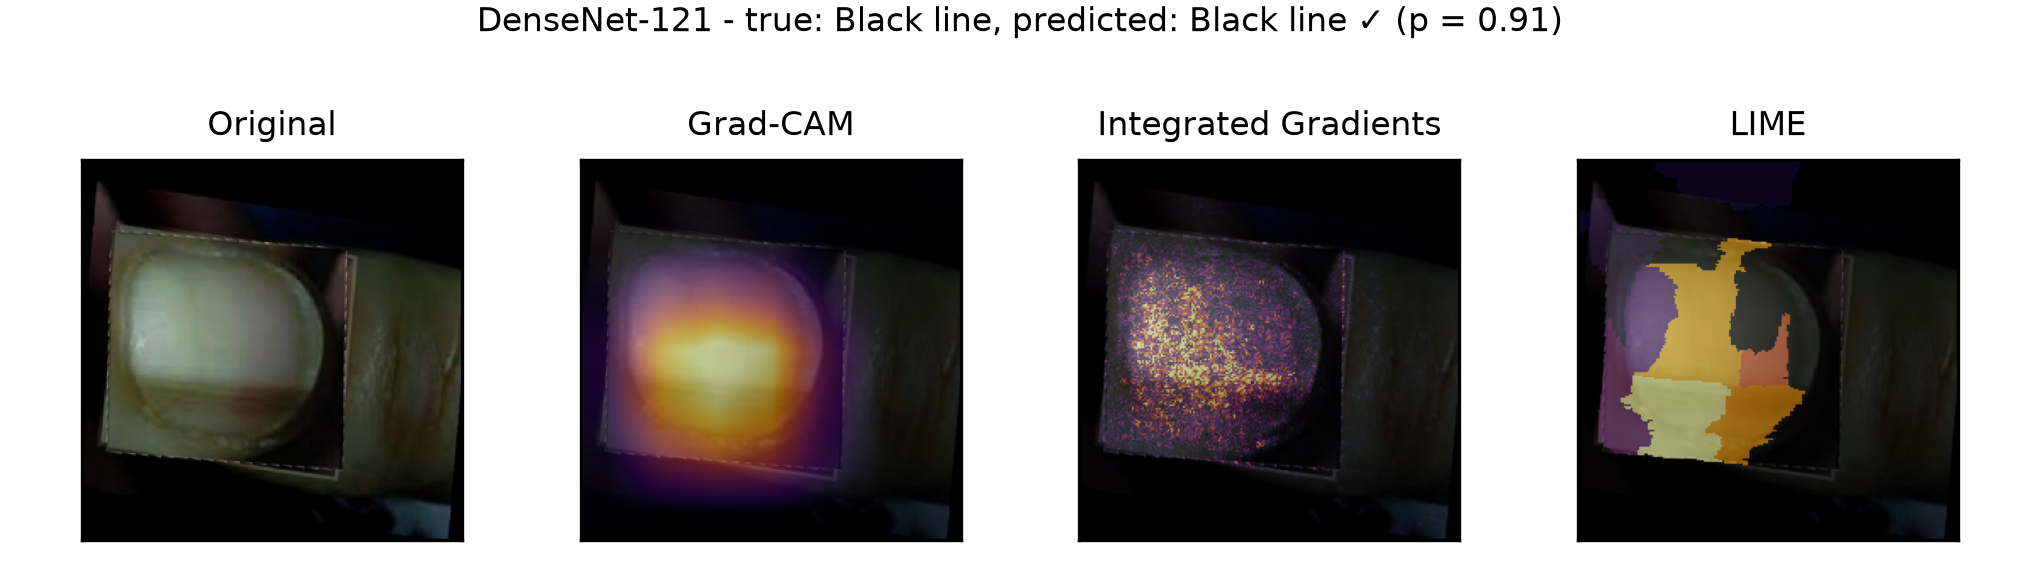 DenseNet-121 - true: Black line, predicted: Black line ✓ (p = 0.91)
Original
Grad-CAM
Integrated Gradients
LIME